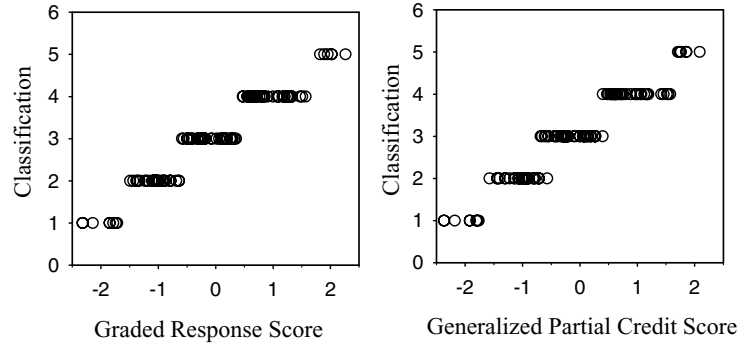 6
5
4
3
2
1
0
Classification
-2 -1 0 1 2
Graded Response Score
6
5
4
3
2
1
0
Classification
-2 -1 0 1 2
Generalized Partial Credit Score